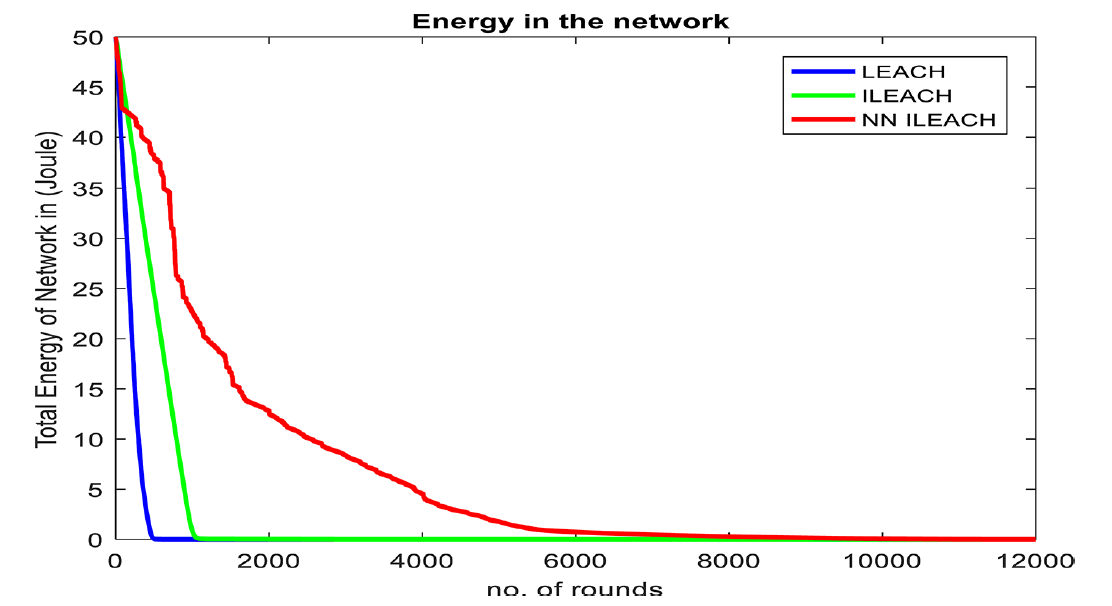 Energy in the network
Total Energy of Network in (Joule)
50
45
40
35
30
25
20
15
10
5
0
LEACH
ILEACH
NN ILEACH
0 2000 4000 6000 8000 10000 12000
no. of rounds